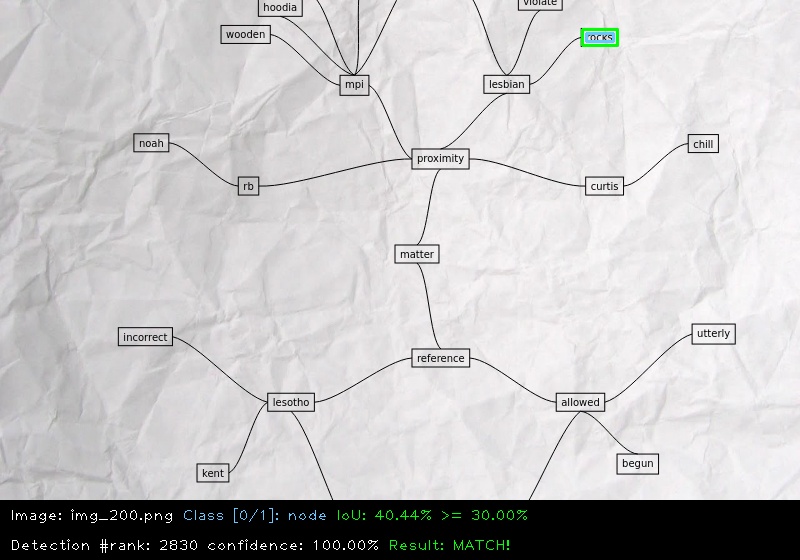 hoodia
violate
wooden
rocks
mpi
lesbian
noah
chill
proximity
rb
curtis
matter
incorrect
utterly
reference
lesotho
allowed
kent
begun
Image: img_200.png Class [0/1]: node IoU: 40.44% >= 30.00%
Detection #rank: 2830 confidence: 100.00% Result: MATCH!